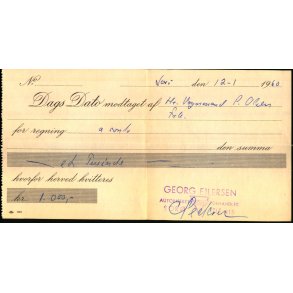 No.
den 12-1 1960
Dags Dato modtaget af Hr. Vognmand P. Olsen
for regning a conto
den summa
et Tusinde
hvorfor herved kvitteres
kr. 1.000,-
GEORG EJLERSEN